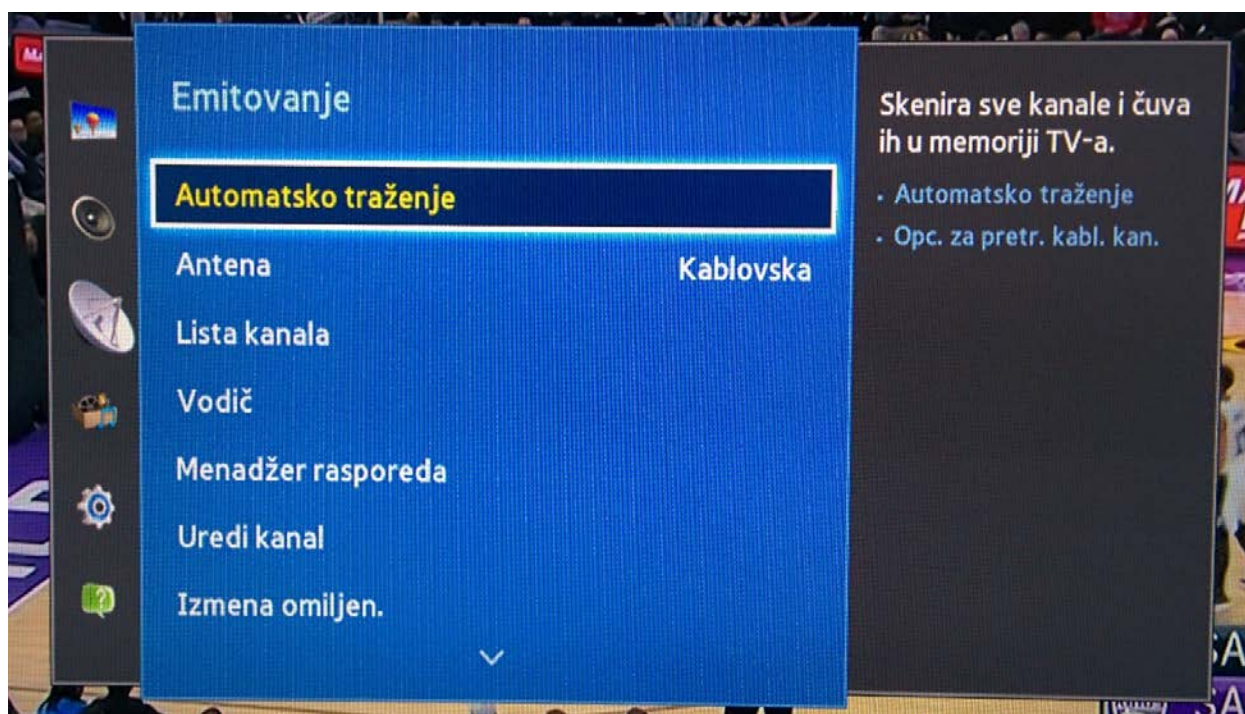 Emitovanje
Automatsko traženje
Antena Kablovska
Lista kanala
Vodič
Menadžer rasporeda
Uredi kanal
Izmena omiljen.
Skenira sve kanale i čuva
ih u memoriji TV-a.
• Automatsko traženje
• Opc. za pretr. kabl. kan.